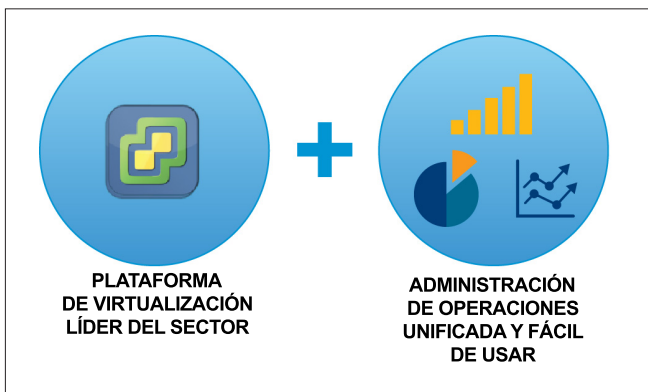 PLATAFORMA
DE VIRTUALIZACIÓN
LÍDER DEL SECTOR
ADMINISTRACIÓN
DE OPERACIONES
UNIFICADA Y FÁCIL
DE USAR